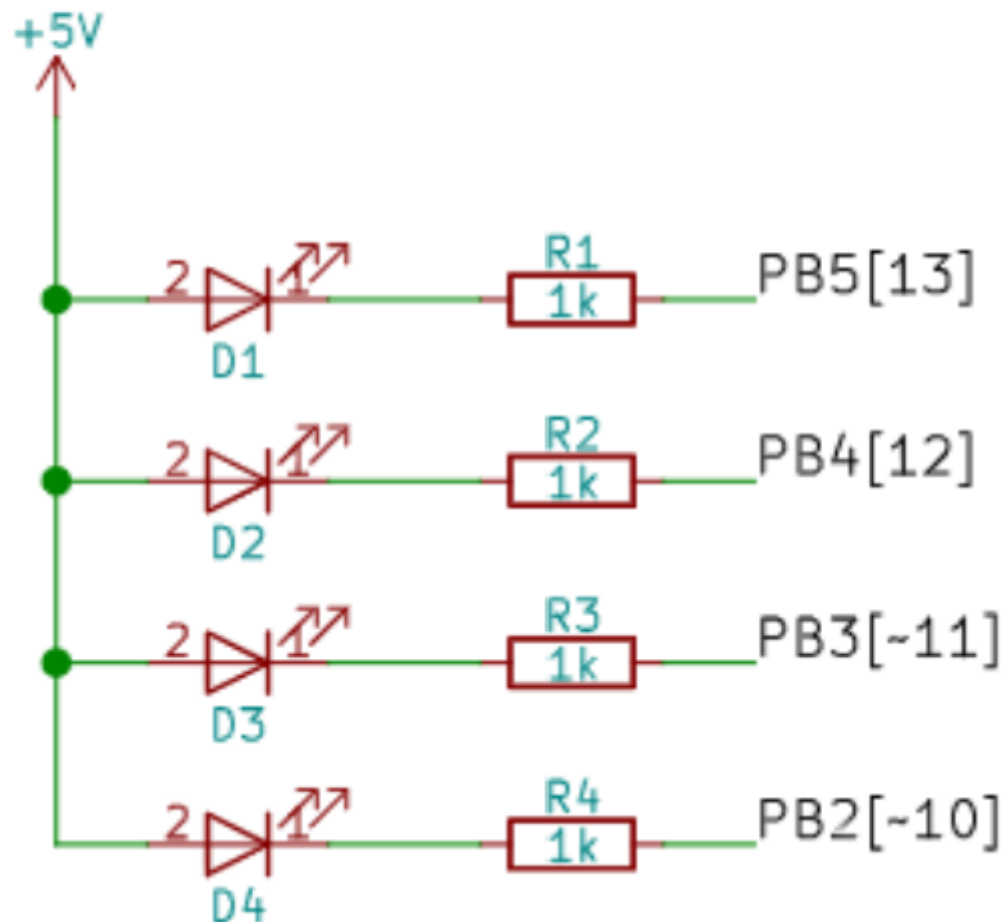 +5V
R1
2 1 1k PB5[13]
D1
R2
2 1 1k PB4[12]
D2
R3
2 1 1k PB3[~11]
D3
R4
2 1 1k PB2[~10]
D4